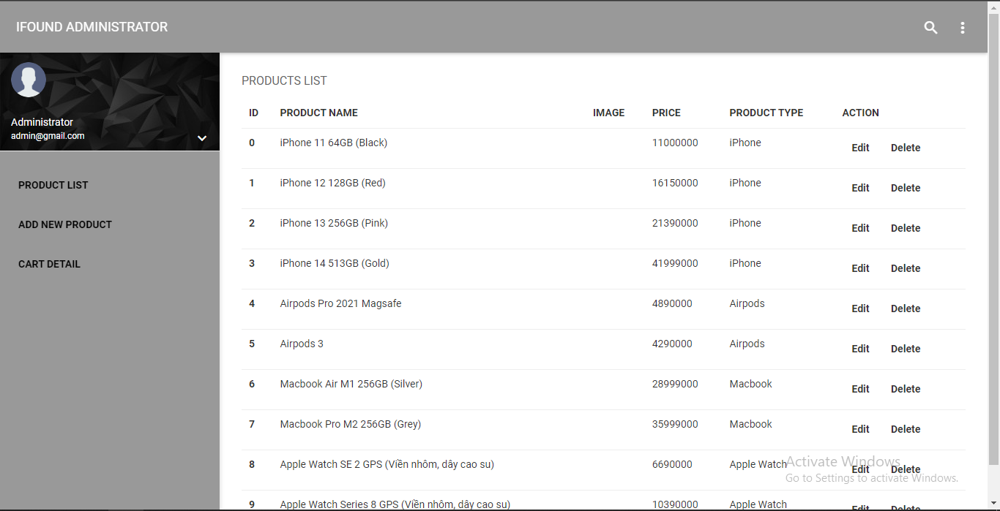 IFOUND ADMINISTRATOR
Administrator
admin@gmail.com
PRODUCT LIST
ADD NEW PRODUCT
CART DETAIL
PRODUCTS LIST
ID PRODUCT NAME IMAGE PRICE PRODUCT TYPE ACTION
0 iPhone 11 64GB (Black) 11000000 iPhone Edit Delete
1 iPhone 12 128GB (Red) 16150000 iPhone Edit Delete
2 iPhone 13 256GB (Pink) 21390000 iPhone Edit Delete
3 iPhone 14 513GB (Gold) 41999000 iPhone Edit Delete
4 Airpods Pro 2021 Magsafe 4890000 Airpods Edit Delete
5 Airpods 3 4290000 Airpods Edit Delete
6 Macbook Air M1 256GB (Silver) 28999000 Macbook Edit Delete
7 Macbook Pro M2 256GB (Grey) 35999000 Macbook Edit Delete
8 Apple Watch SE 2 GPS (Viền nhôm, dây cao su) 6690000 Apple Watch Edit Delete
9 Apple Watch Series 8 GPS (Viền nhôm, dây cao su) 10390000 Apple Watch Edit Delete
Activate Windows
Go to Settings to activate Windows.